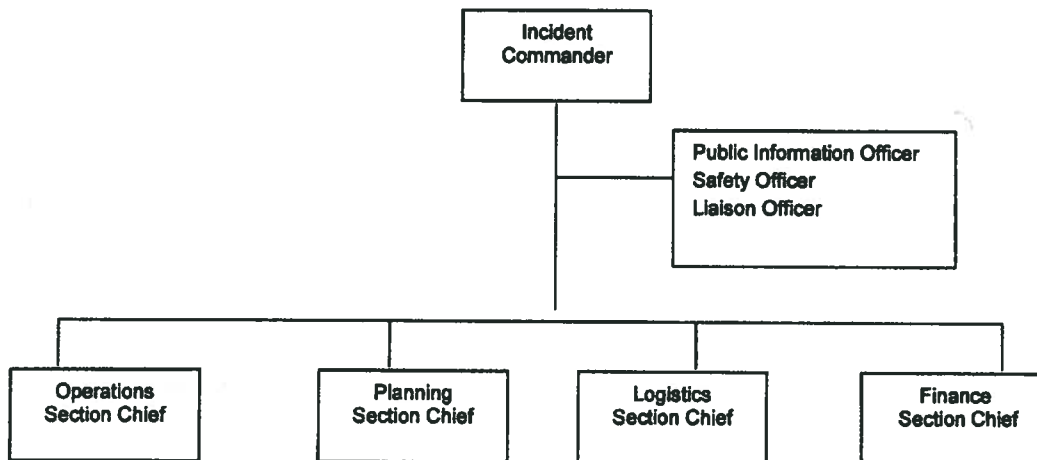 Incident
Commander
Public Information Officer
Safety Officer
Liaison Officer
Operations
Section Chief
Planning
Section Chief
Logistics
Section Chief
Finance
Section Chief